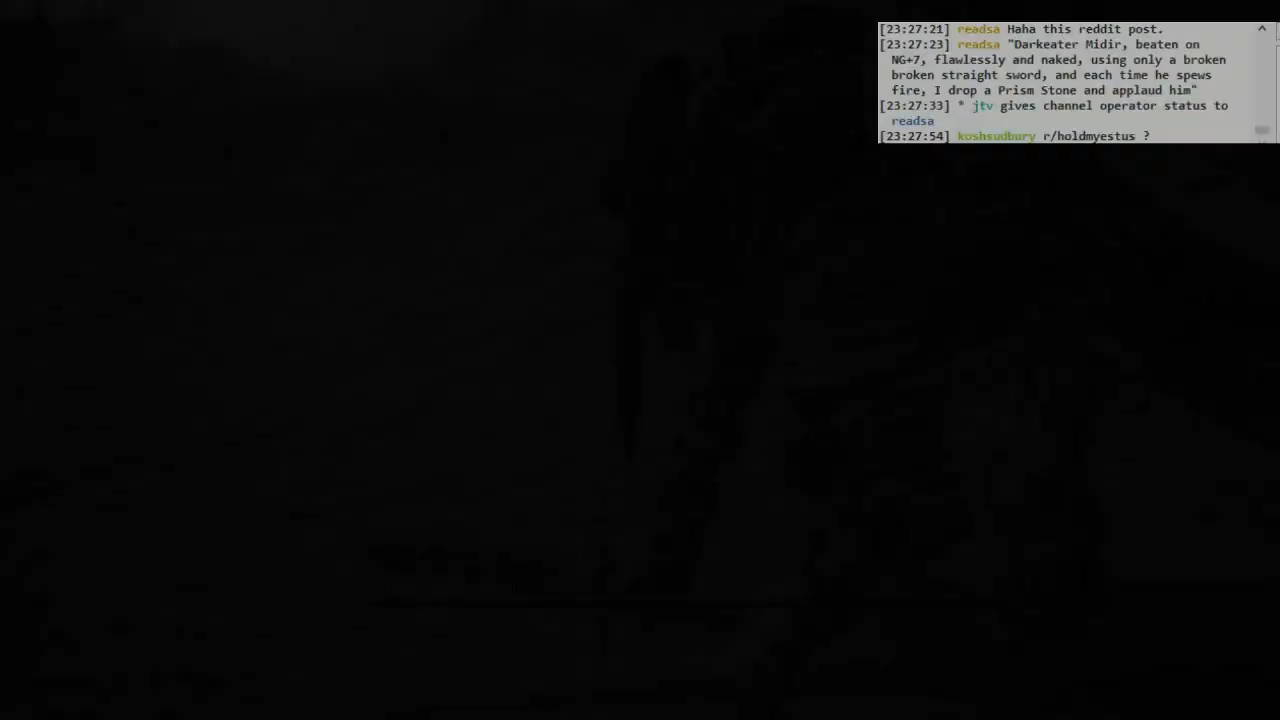 [23:27:21] readsa Haha this reddit post.
[23:27:23] readsa "Darkeater Midir, beaten on
NG+7, flawlessly and naked, using only a broken
broken straight sword, and each time he spews
fire, I drop a Prism Stone and applaud him"
[23:27:33] * jtv gives channel operator status to
readsa
[23:27:54] koshsudbury r/holdmyestus ?